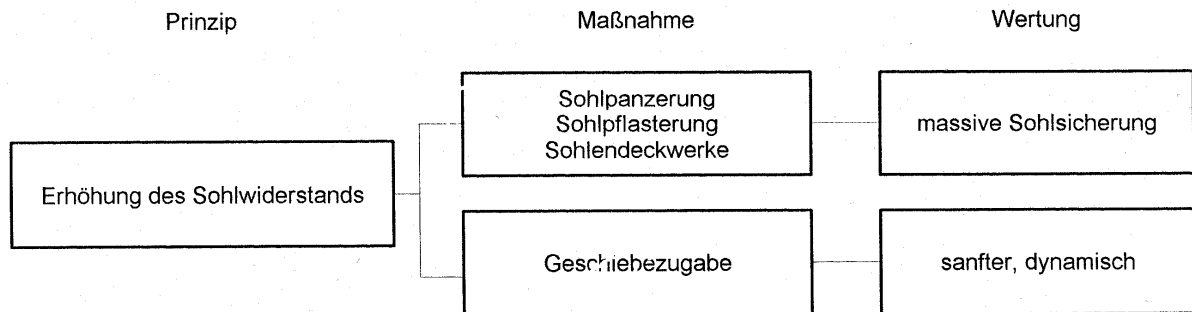 Prinzip Maßnahme Wertung
Sohlpanzerung
Sohlpflasterung
Sohlendeckwerke
massive Sohlsicherung
Erhöhung des Sohlwiderstands
Geschiebezugabe
sanfter, dynamisch